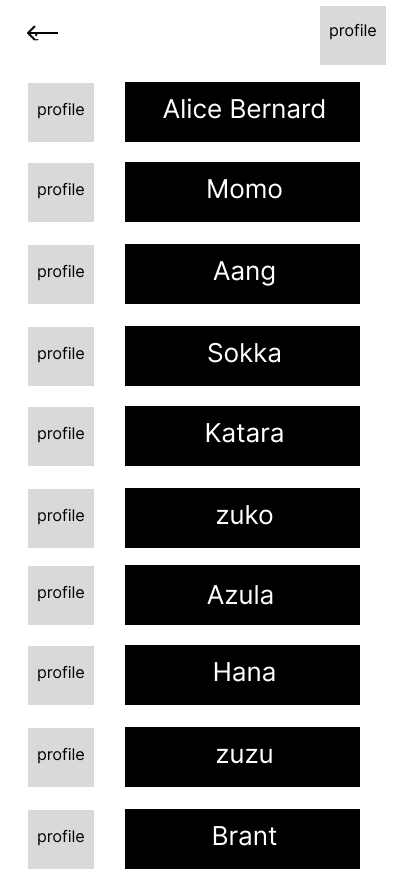 profile
profile Alice Bernard
profile Momo
profile Aang
profile Sokka
profile Katara
profile zuko
profile Azula
profile Hana
profile zuzu
profile Brant